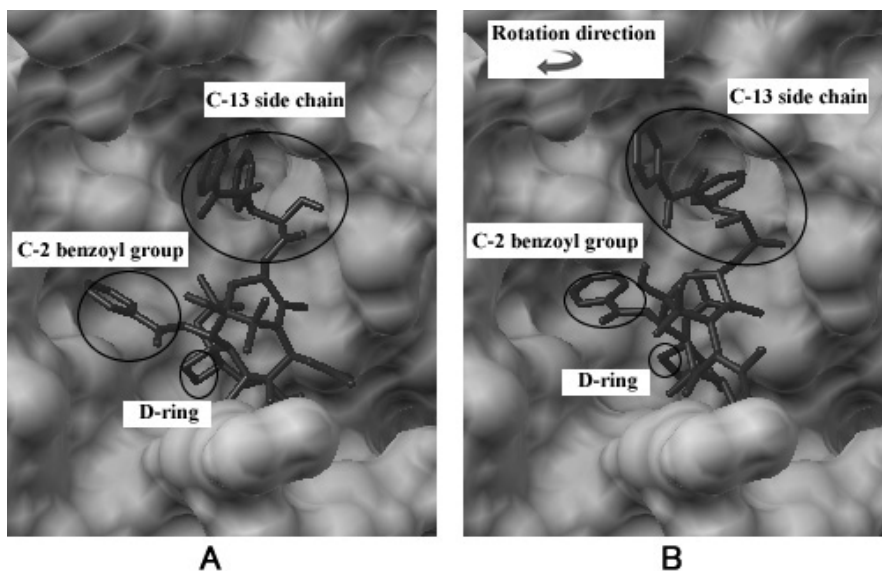 C-13 side chain
C-2 benzoyl group
D-ring
A
Rotation direction
C-13 side chain
C-2 benzoyl group
D-ring
B